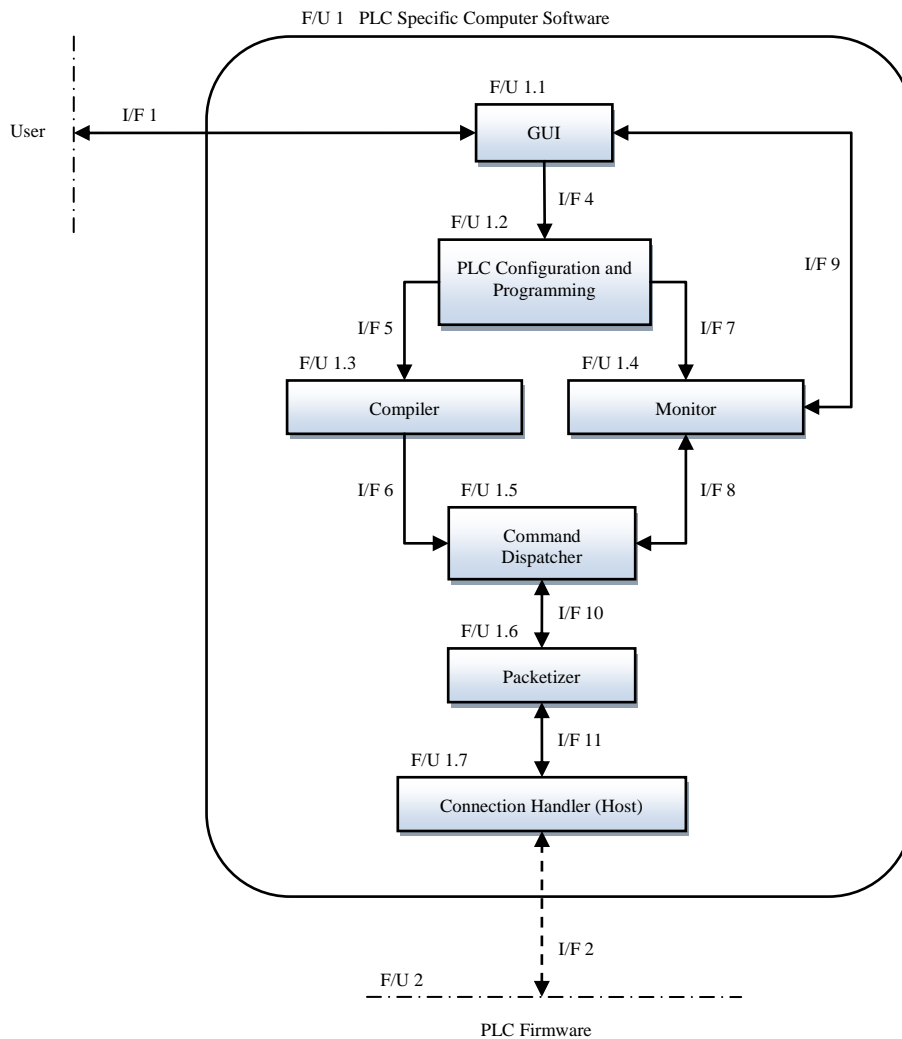 F/U 1 PLC Specific Computer Software
F/U 1.1
I/F 1
User
GUI
I/F 4
F/U 1.2
PLC Configuration and
Programming
I/F 9
I/F 5
I/F 7
F/U 1.3
F/U 1.4
Compiler
Monitor
I/F 6
F/U 1.5
I/F 8
Command
Dispatcher
I/F 10
F/U 1.6
Packetizer
I/F 11
F/U 1.7
Connection Handler (Host)
I/F 2
F/U 2
PLC Firmware